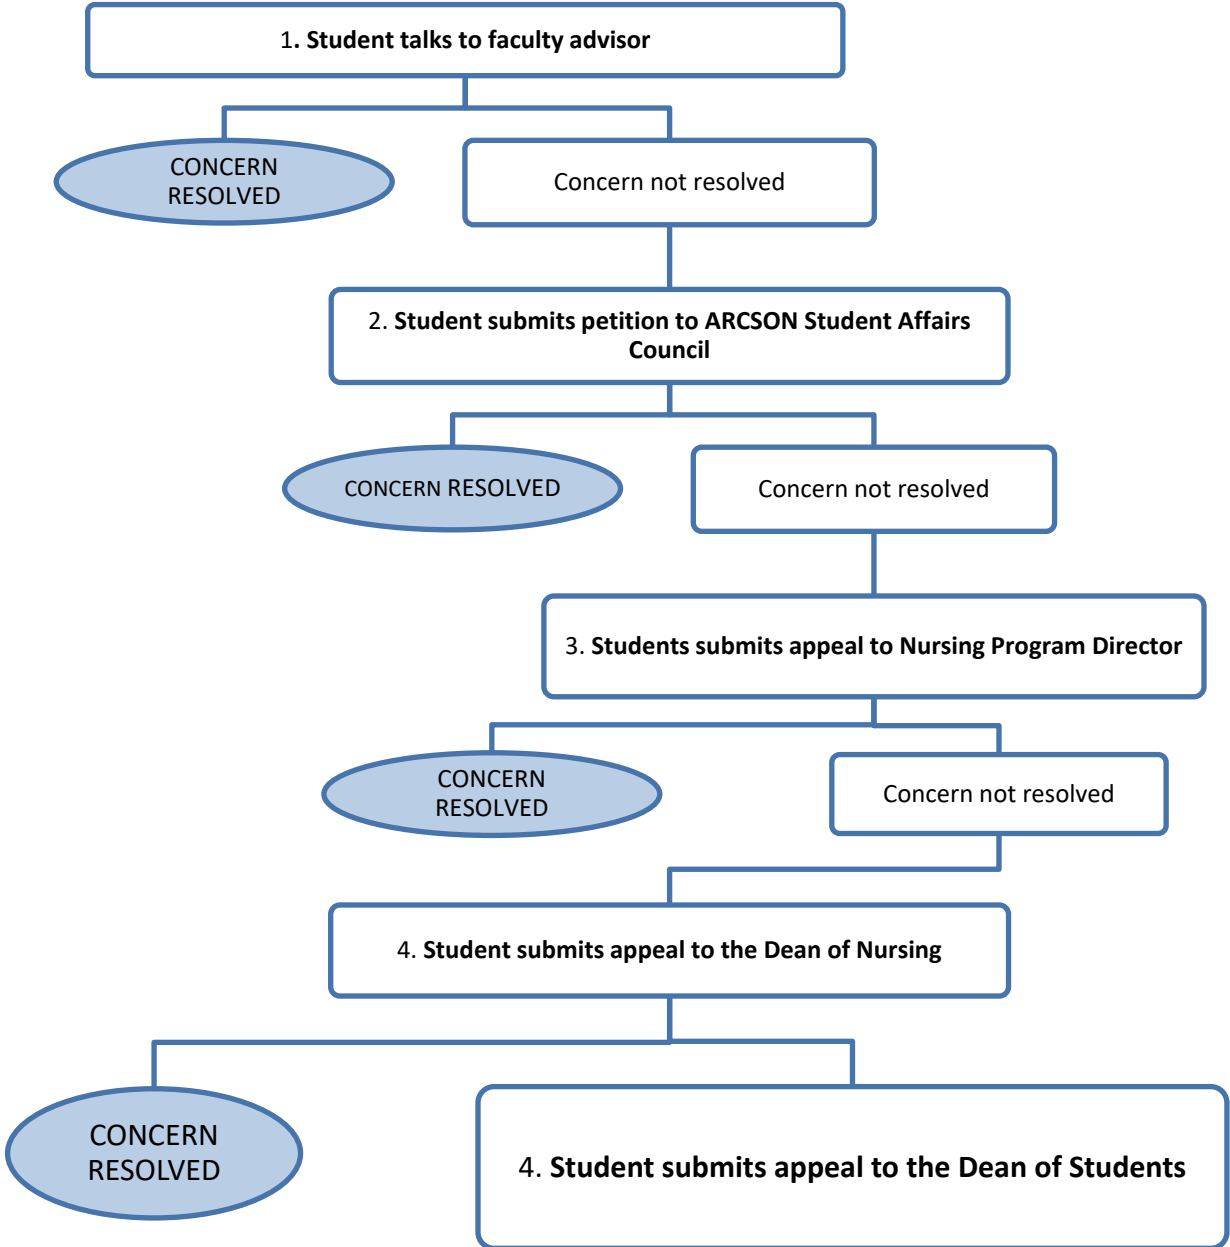 1. Student talks to faculty advisor
CONCERN
RESOLVED
Concern not resolved
2. Student submits petition to ARCSON Student Affairs
Council
CONCERN RESOLVED
Concern not resolved
3. Students submits appeal to Nursing Program Director
CONCERN
RESOLVED
Concern not resolved
4. Student submits appeal to the Dean of Nursing
CONCERN
RESOLVED
4. Student submits appeal to the Dean of Students